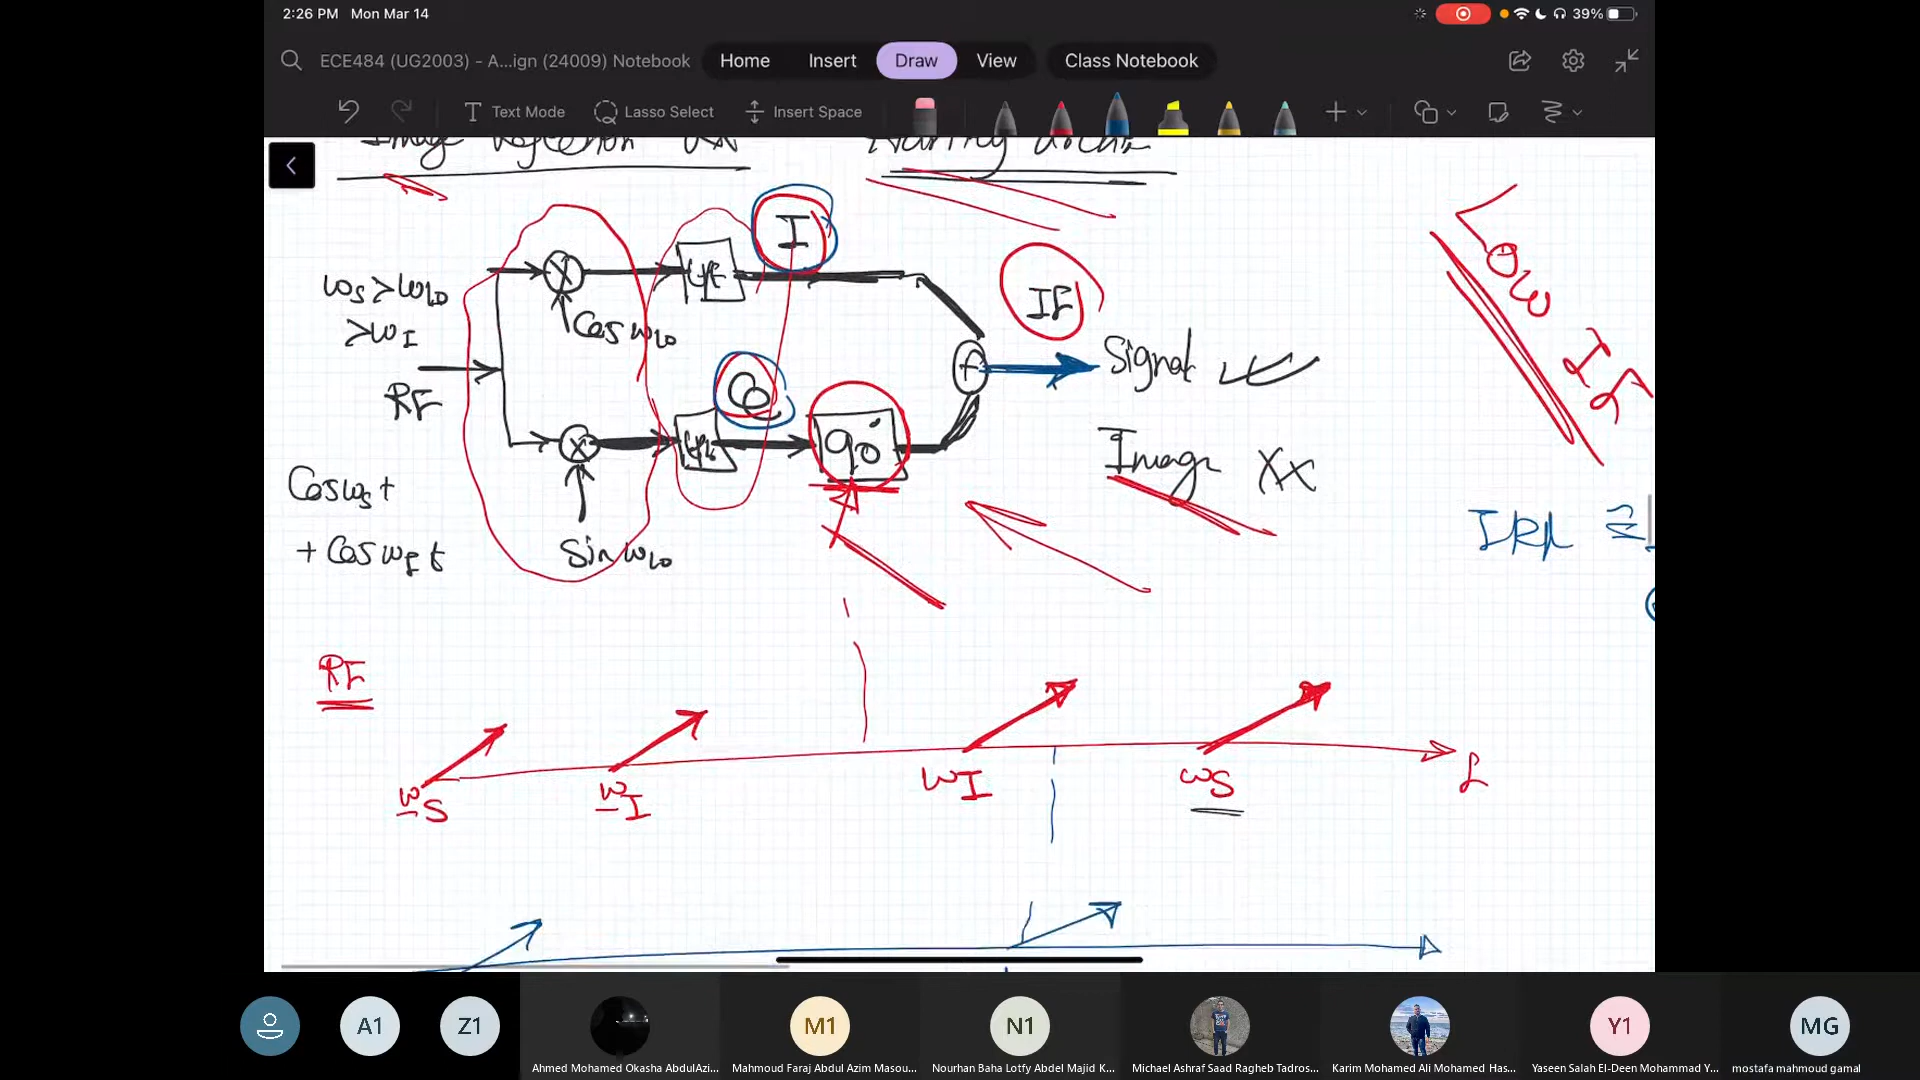 2:26 PM Mon Mar 14
39%
ECE484 (UG2003) - A...ign (24009) Notebook
Home
Insert
Draw
View
Class Notebook
Text Mode
Lasso Select
Insert Space
Image
I
ωs > ωLO
> ωI
Cos ωLO
IF
Low IF
RF
Signal
Q
90°
+
Image XX
Cos ωs t
+ Cos ωI t
Sin ωLO
IRR ≅
RF
-ωS
-ωI
ωI
ωS
A1
Z1
M1
N1
Y1
MG
Ahmed Mohamed Okasha AbdulAzi...
Mahmoud Faraj Abdul Azim Masou...
Nourhan Baha Lotfy Abdel Majid K...
Michael Ashraf Saad Ragheb Tadros...
Karim Mohamed Ali Mohamed Has...
Yaseen Salah El-Deen Mohammad Y...
mostafa mahmoud gamal